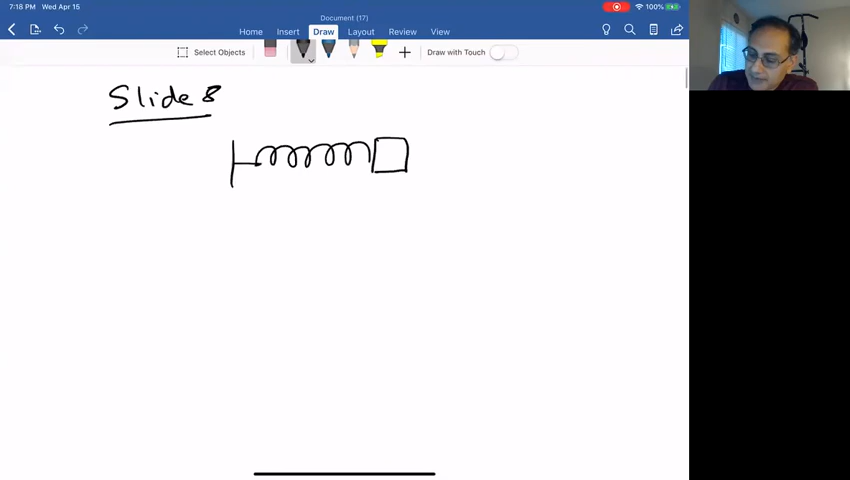 7:18 PM Wed Apr 15
100%
Document (17)
Home Insert Draw Layout Review View
Select Objects
Draw with Touch
Slide 8